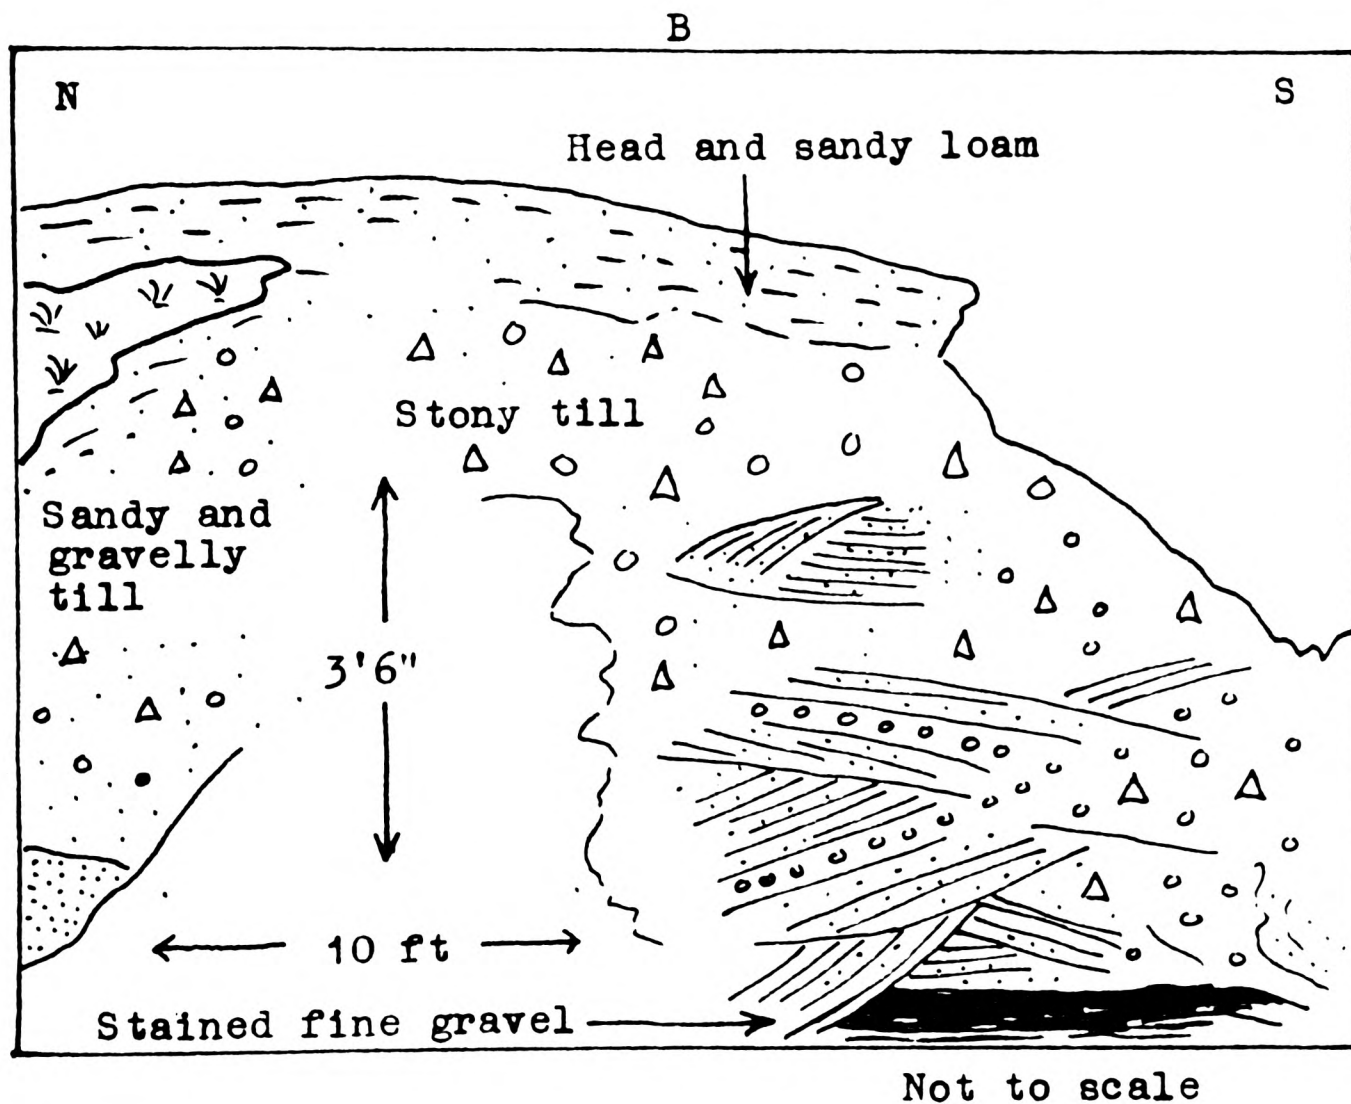 B
N
S
Head and sandy loam
Stony till
Sandy and
gravelly
till
3'6"
10 ft
Stained fine gravel
Not to scale